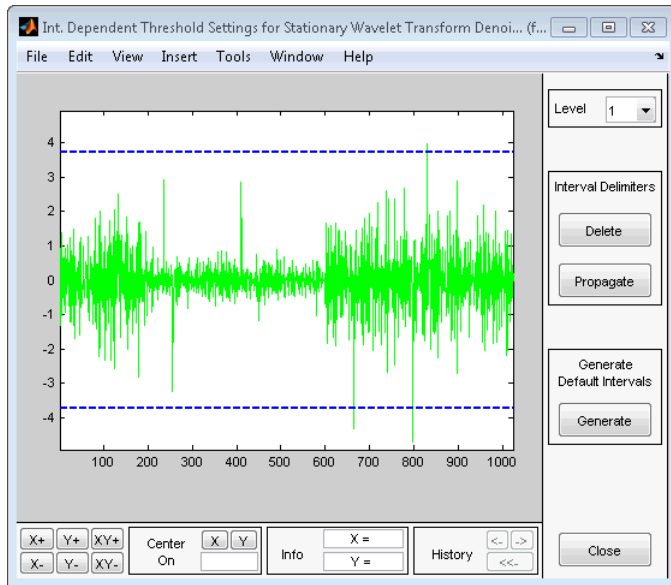 Int. Dependent Threshold Settings for Stationary Wavelet Transform Denoi... (f...
File Edit View Insert Tools Window Help
Level 1
4
3
2
1
0
-1
-2
-3
-4
100 200 300 400 500 600 700 800 900 1000
Interval Delimiters
Delete
Propagate
Generate
Default Intervals
Generate
X+ Y+ XY+
X- Y- XY-
Center
On
X Y
Info
X =
Y =
History
<- ->
<<-
Close